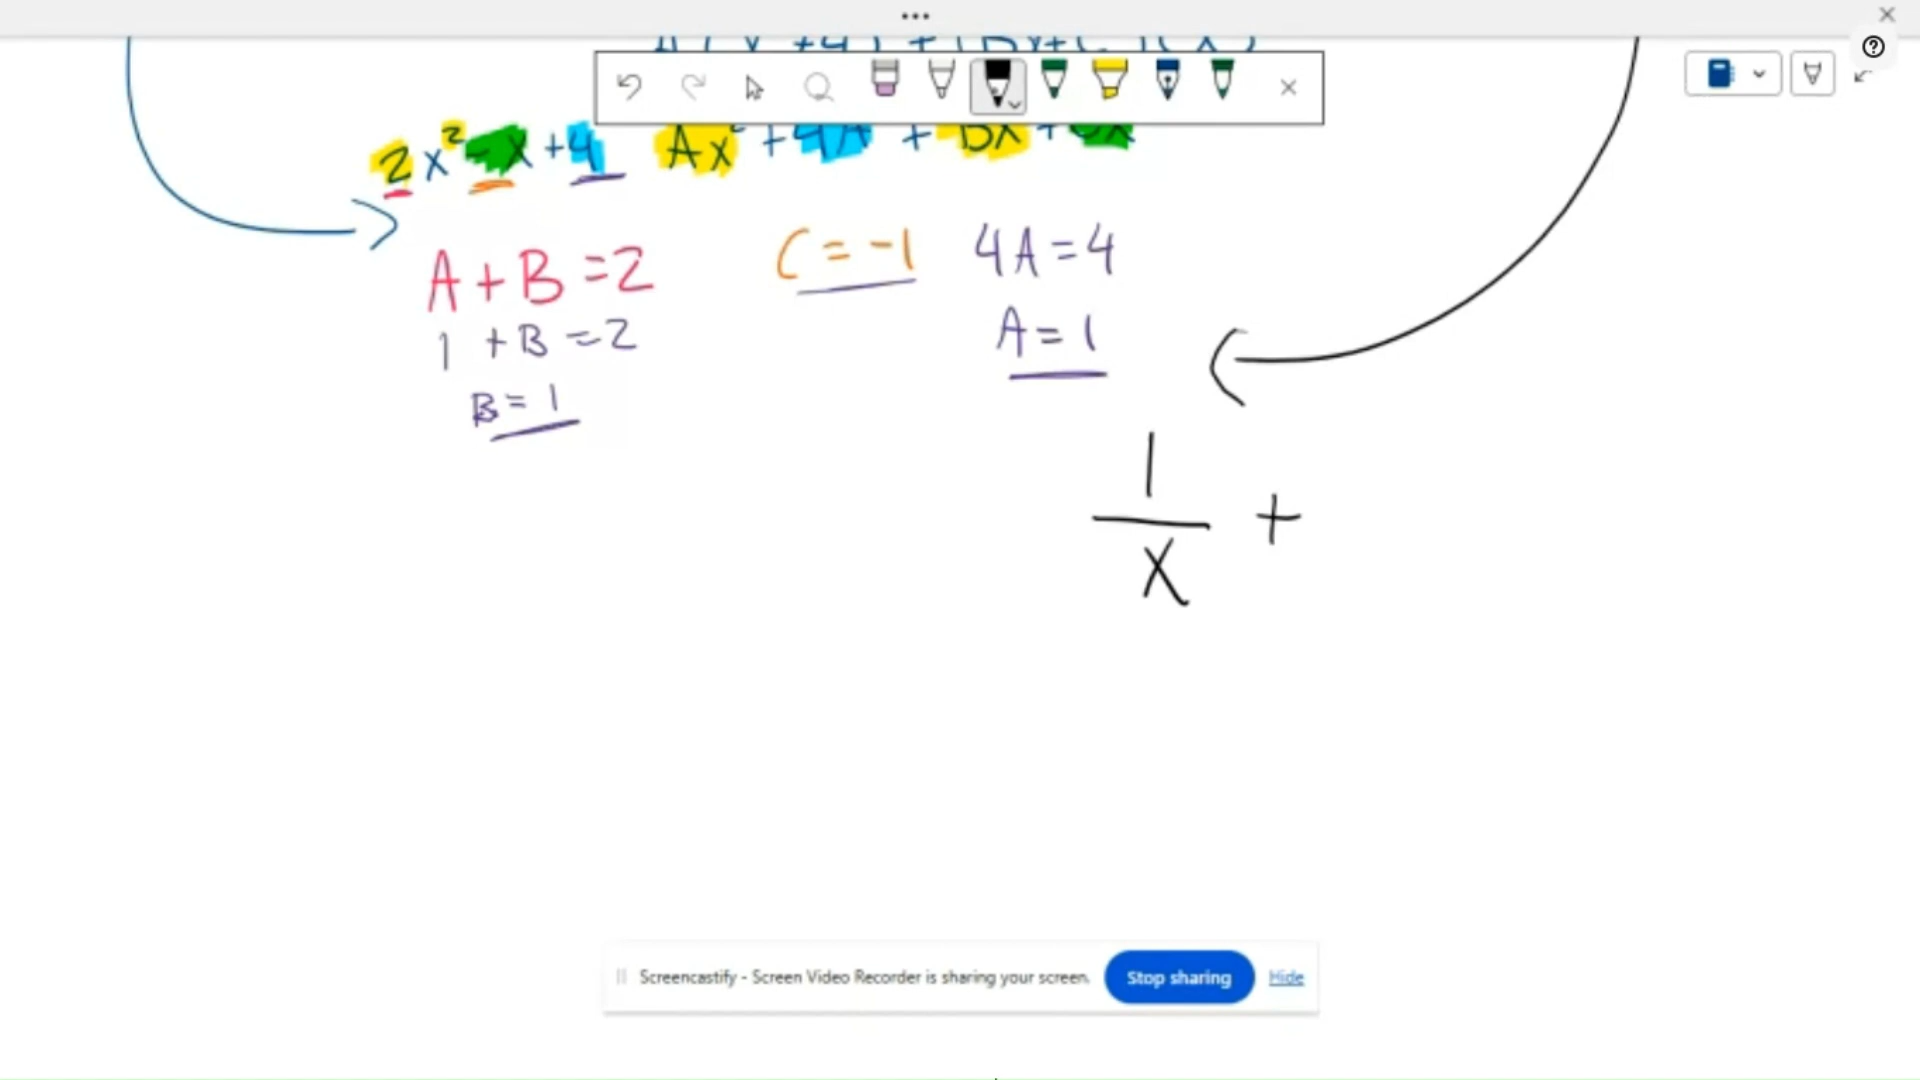 2x² - x + 4 Ax² + 4A + Bx + Cx
A + B = 2 C = -1 4A = 4
1 + B = 2 A = 1
B = 1
1
+
x
Screencastify - Screen Video Recorder is sharing your screen. Stop sharing Hide